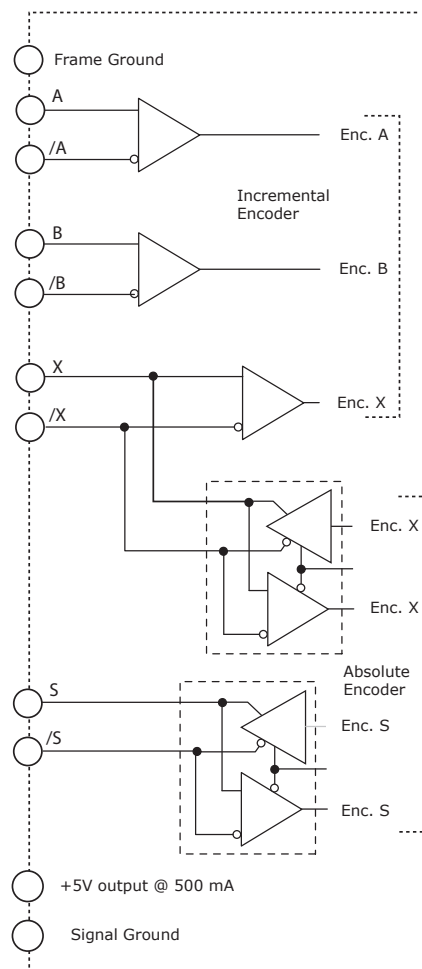 Frame Ground
A
/A
Enc. A
Incremental
Encoder
B
/B
Enc. B
X
/X
Enc. X
Enc. X
Enc. X
Absolute
Encoder
S
/S
Enc. S
Enc. S
+5V output @ 500 mA
Signal Ground